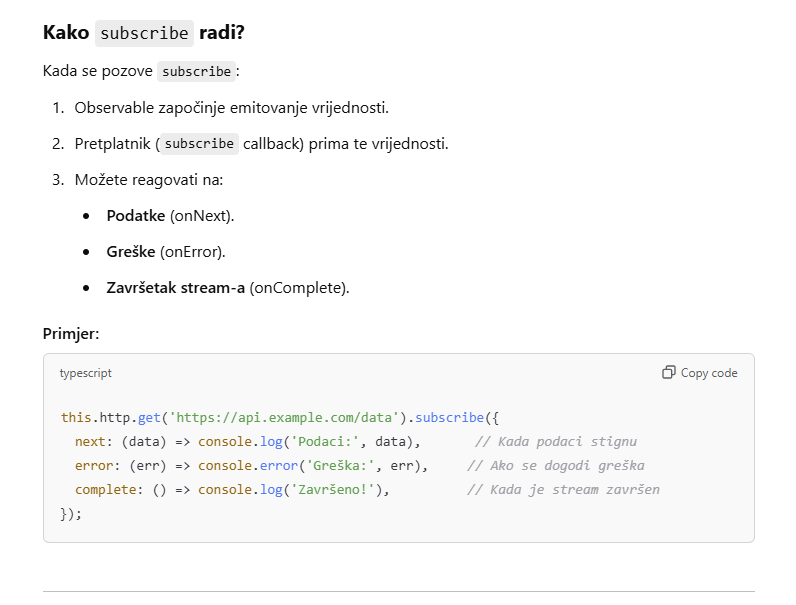 Kako subscribe radi?
Kada se pozove subscribe:
1. Observable započinje emitovanje vrijednosti.
2. Pretplatnik (subscribe callback) prima te vrijednosti.
3. Možete reagovati na:
• Podatke (onNext).
• Greške (onError).
• Završetak stream-a (onComplete).
Primjer:
typescript Copy code
this.http.get('https://api.example.com/data').subscribe({
  next: (data) => console.log('Podaci:', data),       // Kada podaci stignu
  error: (err) => console.error('Greška:', err),     // Ako se dogodi greška
  complete: () => console.log('Završeno!'),          // Kada je stream završen
});